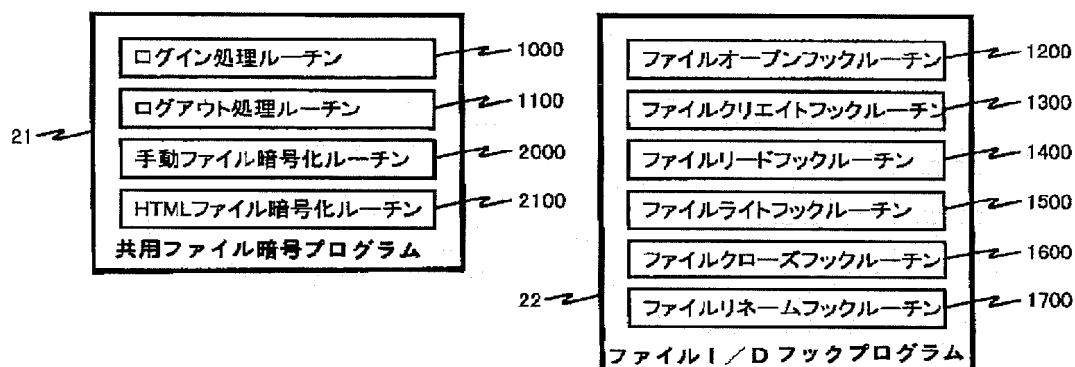 ログイン処理ルーチン
1000
ログアウト処理ルーチン
1100
21
手動ファイル暗号化ルーチン
2000
HTMLファイル暗号化ルーチン
2100
共用ファイル暗号プログラム
ファイルオープンフックルーチン
1200
ファイルクリエイトフックルーチン
1300
ファイルリードフックルーチン
1400
ファイルライトフックルーチン
1500
ファイルクローズフックルーチン
1600
22
ファイルリネームフックルーチン
1700
ファイルI/Dフックプログラム